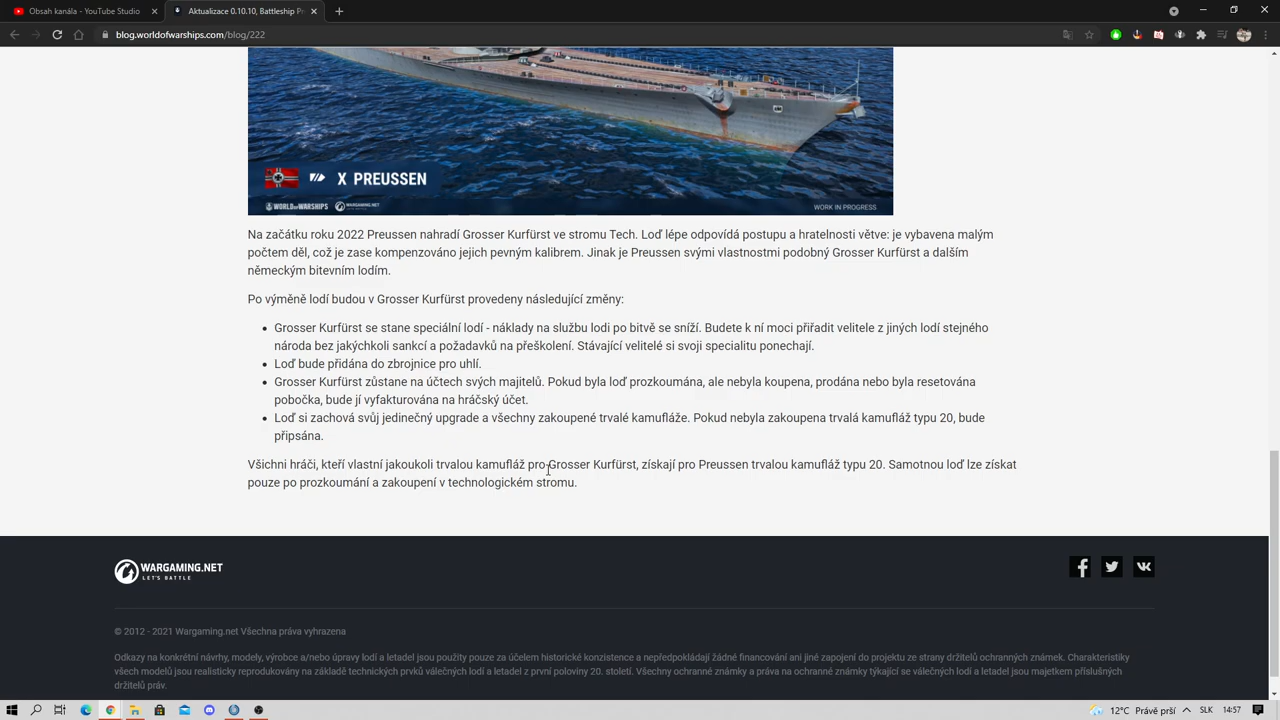 Obsah kanála - YouTube Studio
Aktualizace 0.10.10, Battleship Pr
blog.worldofwarships.com/blog/222
X PREUSSEN
WORLD OF WARSHIPS
WARGAMING.NET
WORK IN PROGRESS
Na začátku roku 2022 Preussen nahradí Grosser Kurfürst ve stromu Tech. Loď lépe odpovídá postupu a hratelnosti větve: je vybavena malým
počtem děl, což je zase kompenzováno jejich pevným kalibrem. Jinak je Preussen svými vlastnostmi podobný Grosser Kurfürst a dalším
německým bitevním lodím.
Po výměně lodí budou v Grosser Kurfürst provedeny následující změny:
Grosser Kurfürst se stane speciální lodí - náklady na službu lodi po bitvě se sníží. Budete k ní moci přiřadit velitele z jiných lodí stejného
národa bez jakýchkoli sankcí a požadavků na přeškolení. Stávající velitelé si svoji specialitu ponechají.
Loď bude přidána do zbrojnice pro uhlí.
Grosser Kurfürst zůstane na účtech svých majitelů. Pokud byla loď prozkoumána, ale nebyla koupena, prodána nebo byla resetována
pobočka, bude jí vyfakturována na hráčský účet.
Loď si zachová svůj jedinečný upgrade a všechny zakoupené trvalé kamufláže. Pokud nebyla zakoupena trvalá kamufláž typu 20, bude
připsána.
Všichni hráči, kteří vlastní jakoukoli trvalou kamufláž pro Grosser Kurfürst, získají pro Preussen trvalou kamufláž typu 20. Samotnou loď lze získat
pouze po prozkoumání a zakoupení v technologickém stromu.
WARGAMING.NET
LET'S BATTLE
© 2012 - 2021 Wargaming.net Všechna práva vyhrazena
Odkazy na konkrétní návrhy, modely, výrobce a/nebo úpravy lodí a letadel jsou použity pouze za účelem historické konzistence a nepředpokládají žádné financování ani jiné zapojení do projektu ze strany držitelů ochranných známek. Charakteristiky
všech modelů jsou realisticky reprodukovány na základě technických prvků válečných lodí a letadel z první poloviny 20. století. Všechny ochranné známky a práva na ochranné známky týkající se válečných lodí a letadel jsou majetkem příslušných
držitelů práv.
12°C Právě prší SLK 14:57